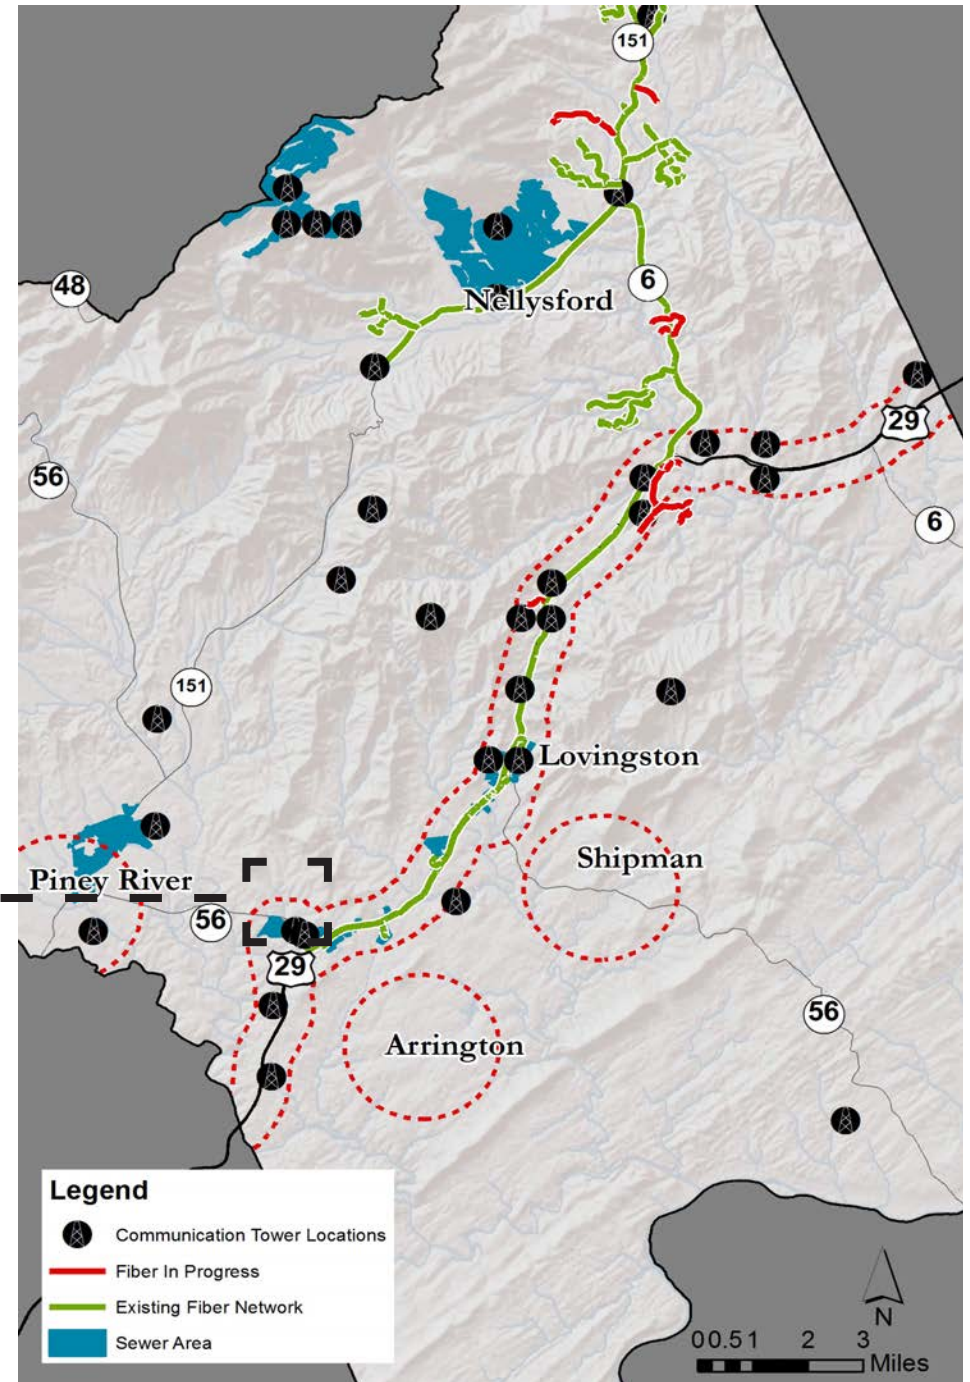 151
48
Nellysford
6
29
56
6
151
Lovingston
Shipman
Piney River
56
29
56
Arrington
Legend
Communication Tower Locations
Fiber In Progress
Existing Fiber Network
Sewer Area
N
0 0.5 1 2 3
Miles